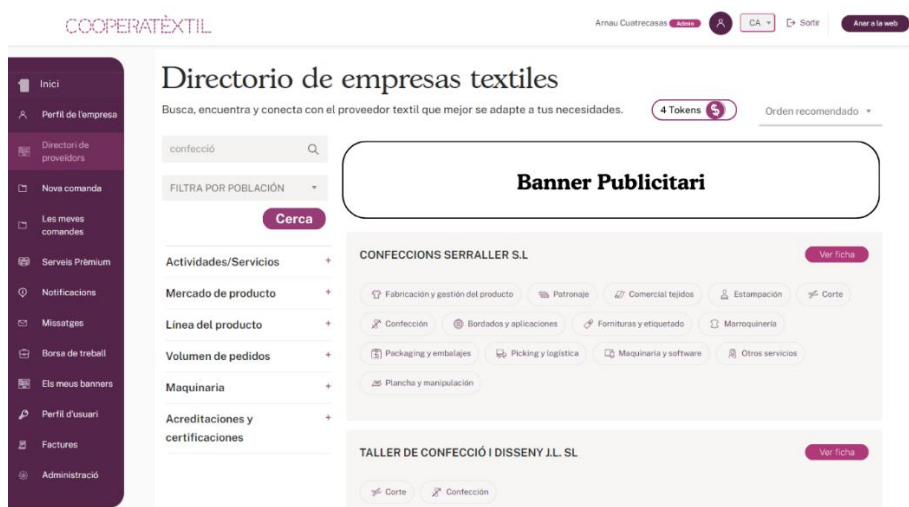 COOPERATÈXTIL
Arnau Cuatrecasas Admin
CA
Sortir
Anar a la web
Inici
Perfil de l'empresa
Directori de
proveïdors
Nova comanda
Les meves
comandes
Serveis Prèmium
Notificacions
Missatges
Borsa de treball
Els meus banners
Perfil d'usuari
Factures
Administració
Directorio de empresas textiles
Busca, encuentra y conecta con el proveedor textil que mejor se adapte a tus necesidades.
4 Tokens $
Orden recomendado
confecció
FILTRA POR POBLACIÓN
Cerca
Actividades/Servicios +
Mercado de producto +
Línea del producto +
Volumen de pedidos +
Maquinaria +
Acreditaciones y +
certificaciones
Banner Publicitari
CONFECCIONS SERRALLER S.L
Ver ficha
Fabricación y gestión del producto
Patronaje
Comercial tejidos
Estampación
Corte
Confección
Bordados y aplicaciones
Fornituras y etiquetado
Marroquinería
Packaging y embalajes
Picking y logística
Maquinaria y software
Otros servicios
Plancha y manipulación
TALLER DE CONFECCIÓ I DISSENY J.L. SL
Ver ficha
Corte
Confección